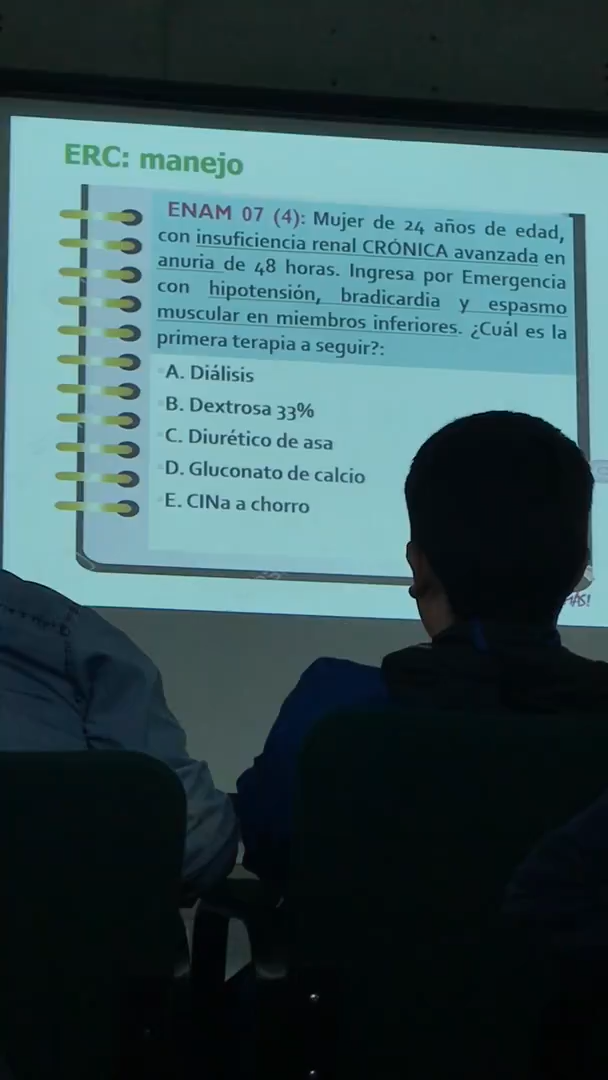 ERC: manejo
ENAM 07 (4): Mujer de 24 años de edad,
con insuficiencia renal CRÓNICA avanzada en
anuria de 48 horas. Ingresa por Emergencia
con hipotensión, bradicardia y espasmo
muscular en miembros inferiores. ¿Cuál es la
primera terapia a seguir?:
A. Diálisis
B. Dextrosa 33%
C. Diurético de asa
D. Gluconato de calcio
E. ClNa a chorro